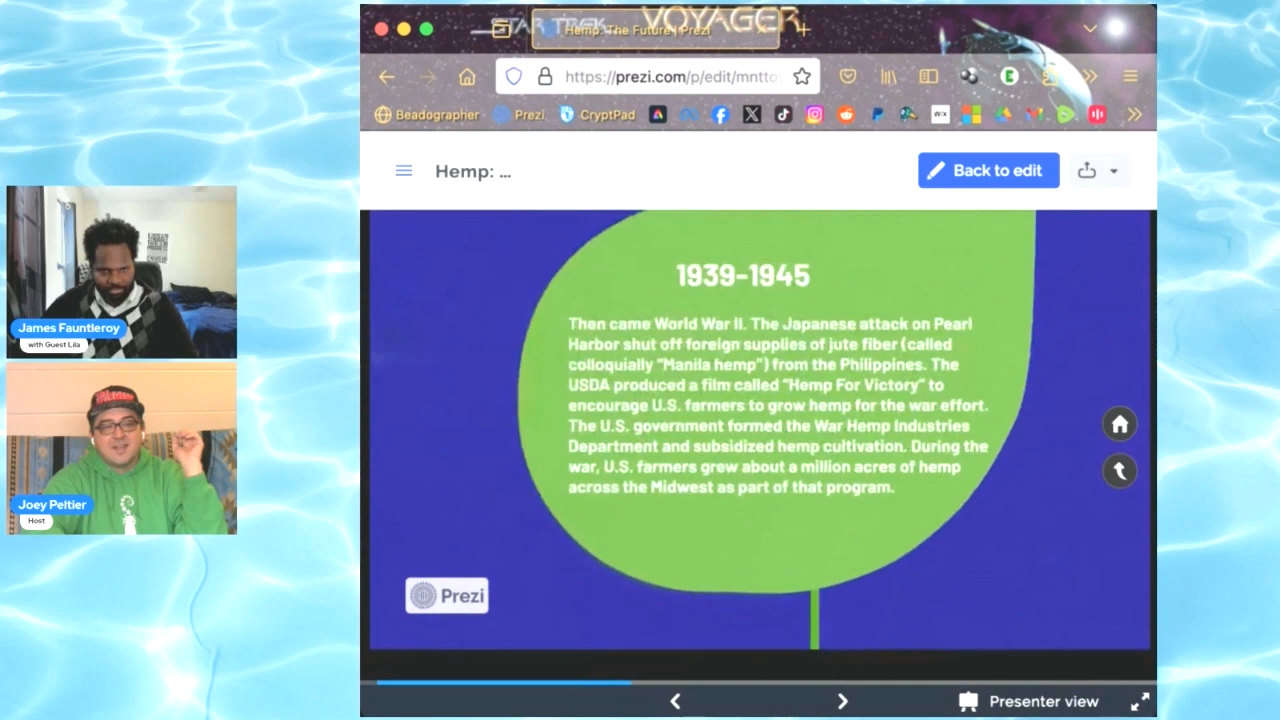 STAR TREK
VOYAGER
Hemp: The Future | Prezi
https://prezi.com/p/edit/mntto
Beadographer
Prezi
CryptPad
WIX
Hemp: ...
Back to edit
1939-1945
Then came World War II. The Japanese attack on Pearl
Harbor shut off foreign supplies of jute fiber (called
colloquially "Manila hemp") from the Philippines. The
USDA produced a film called "Hemp For Victory" to
encourage U.S. farmers to grow hemp for the war effort.
The U.S. government formed the War Hemp Industries
Department and subsidized hemp cultivation. During the
war, U.S. farmers grew about a million acres of hemp
across the Midwest as part of that program.
Prezi
Presenter view
James Fauntleroy
with Guest Lila
Joey Peltier
Host